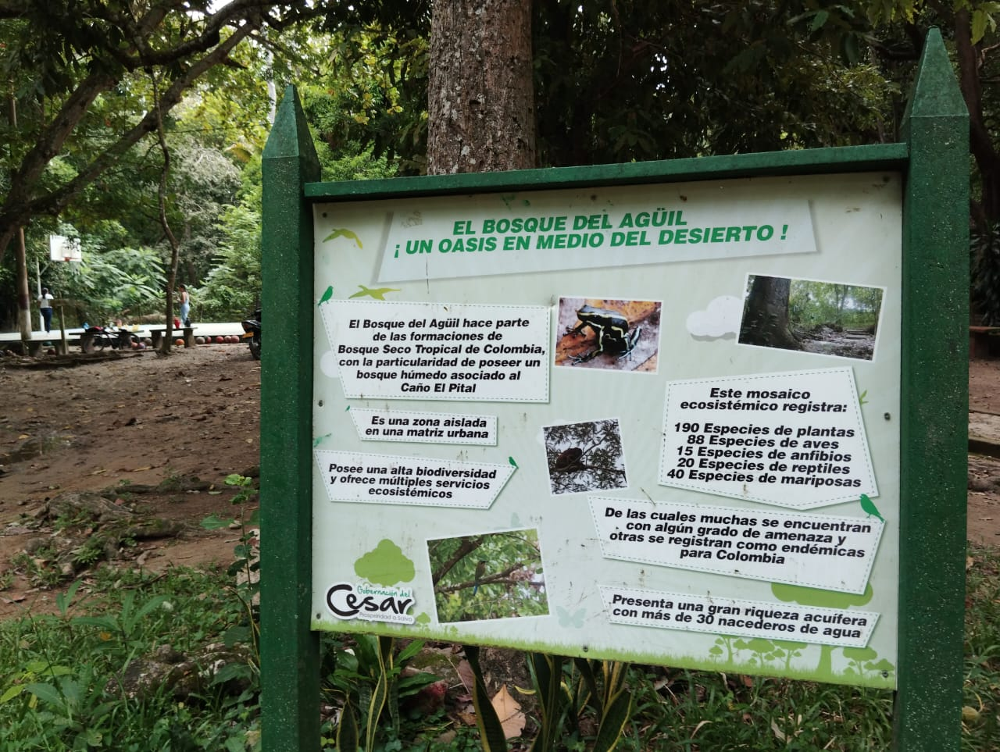 EL BOSQUE DEL AGÜIL
¡ UN OASIS EN MEDIO DEL DESIERTO !
El Bosque del Agüil hace parte
de las formaciones de
Bosque Seco Tropical de Colombia,
con la particularidad de poseer un
bosque húmedo asociado al
Caño El Pital
Es una zona aislada
en una matriz urbana
Posee una alta biodiversidad
y ofrece múltiples servicios
ecosistémicos
Este mosaico
ecosistémico registra:
190 Especies de plantas
88 Especies de aves
15 Especies de anfibios
20 Especies de reptiles
40 Especies de mariposas
De las cuales muchas se encuentran
con algún grado de amenaza y
otras se registran como endémicas
para Colombia
Presenta una gran riqueza acuífera
con más de 30 nacederos de agua
Gobernación del
Cesar
Prosperidad a Salvo